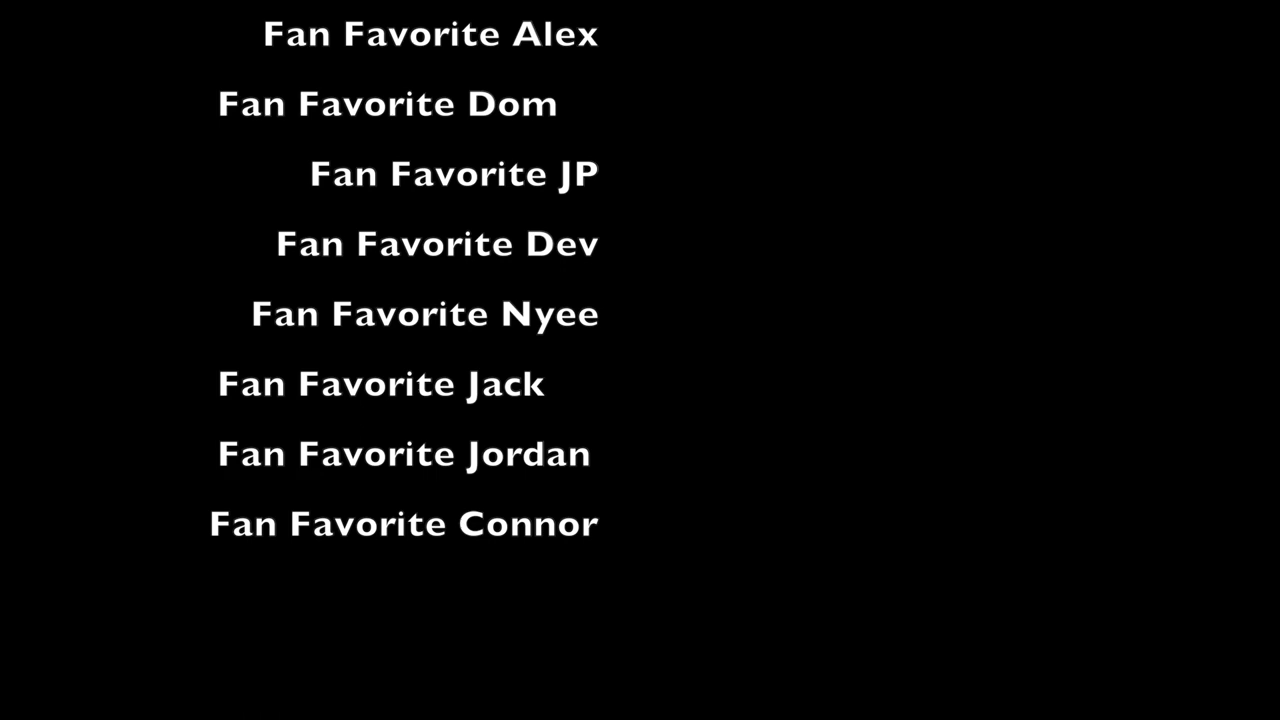 Fan Favorite Alex
Fan Favorite Dom
Fan Favorite JP
Fan Favorite Dev
Fan Favorite Nyee
Fan Favorite Jack
Fan Favorite Jordan
Fan Favorite Connor